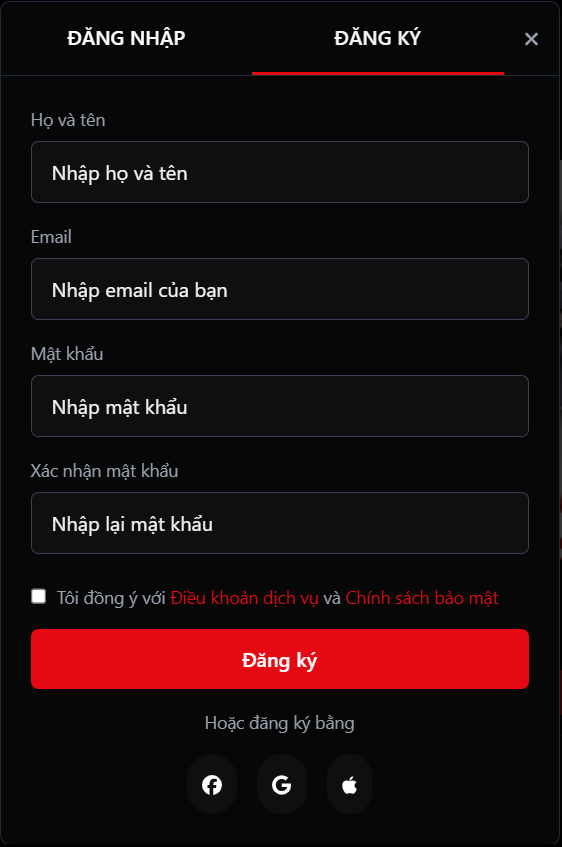 ĐĂNG NHẬP ĐĂNG KÝ ×
Họ và tên
Nhập họ và tên
Email
Nhập email của bạn
Mật khẩu
Nhập mật khẩu
Xác nhận mật khẩu
Nhập lại mật khẩu
Tôi đồng ý với Điều khoản dịch vụ và Chính sách bảo mật
Đăng ký
Hoặc đăng ký bằng